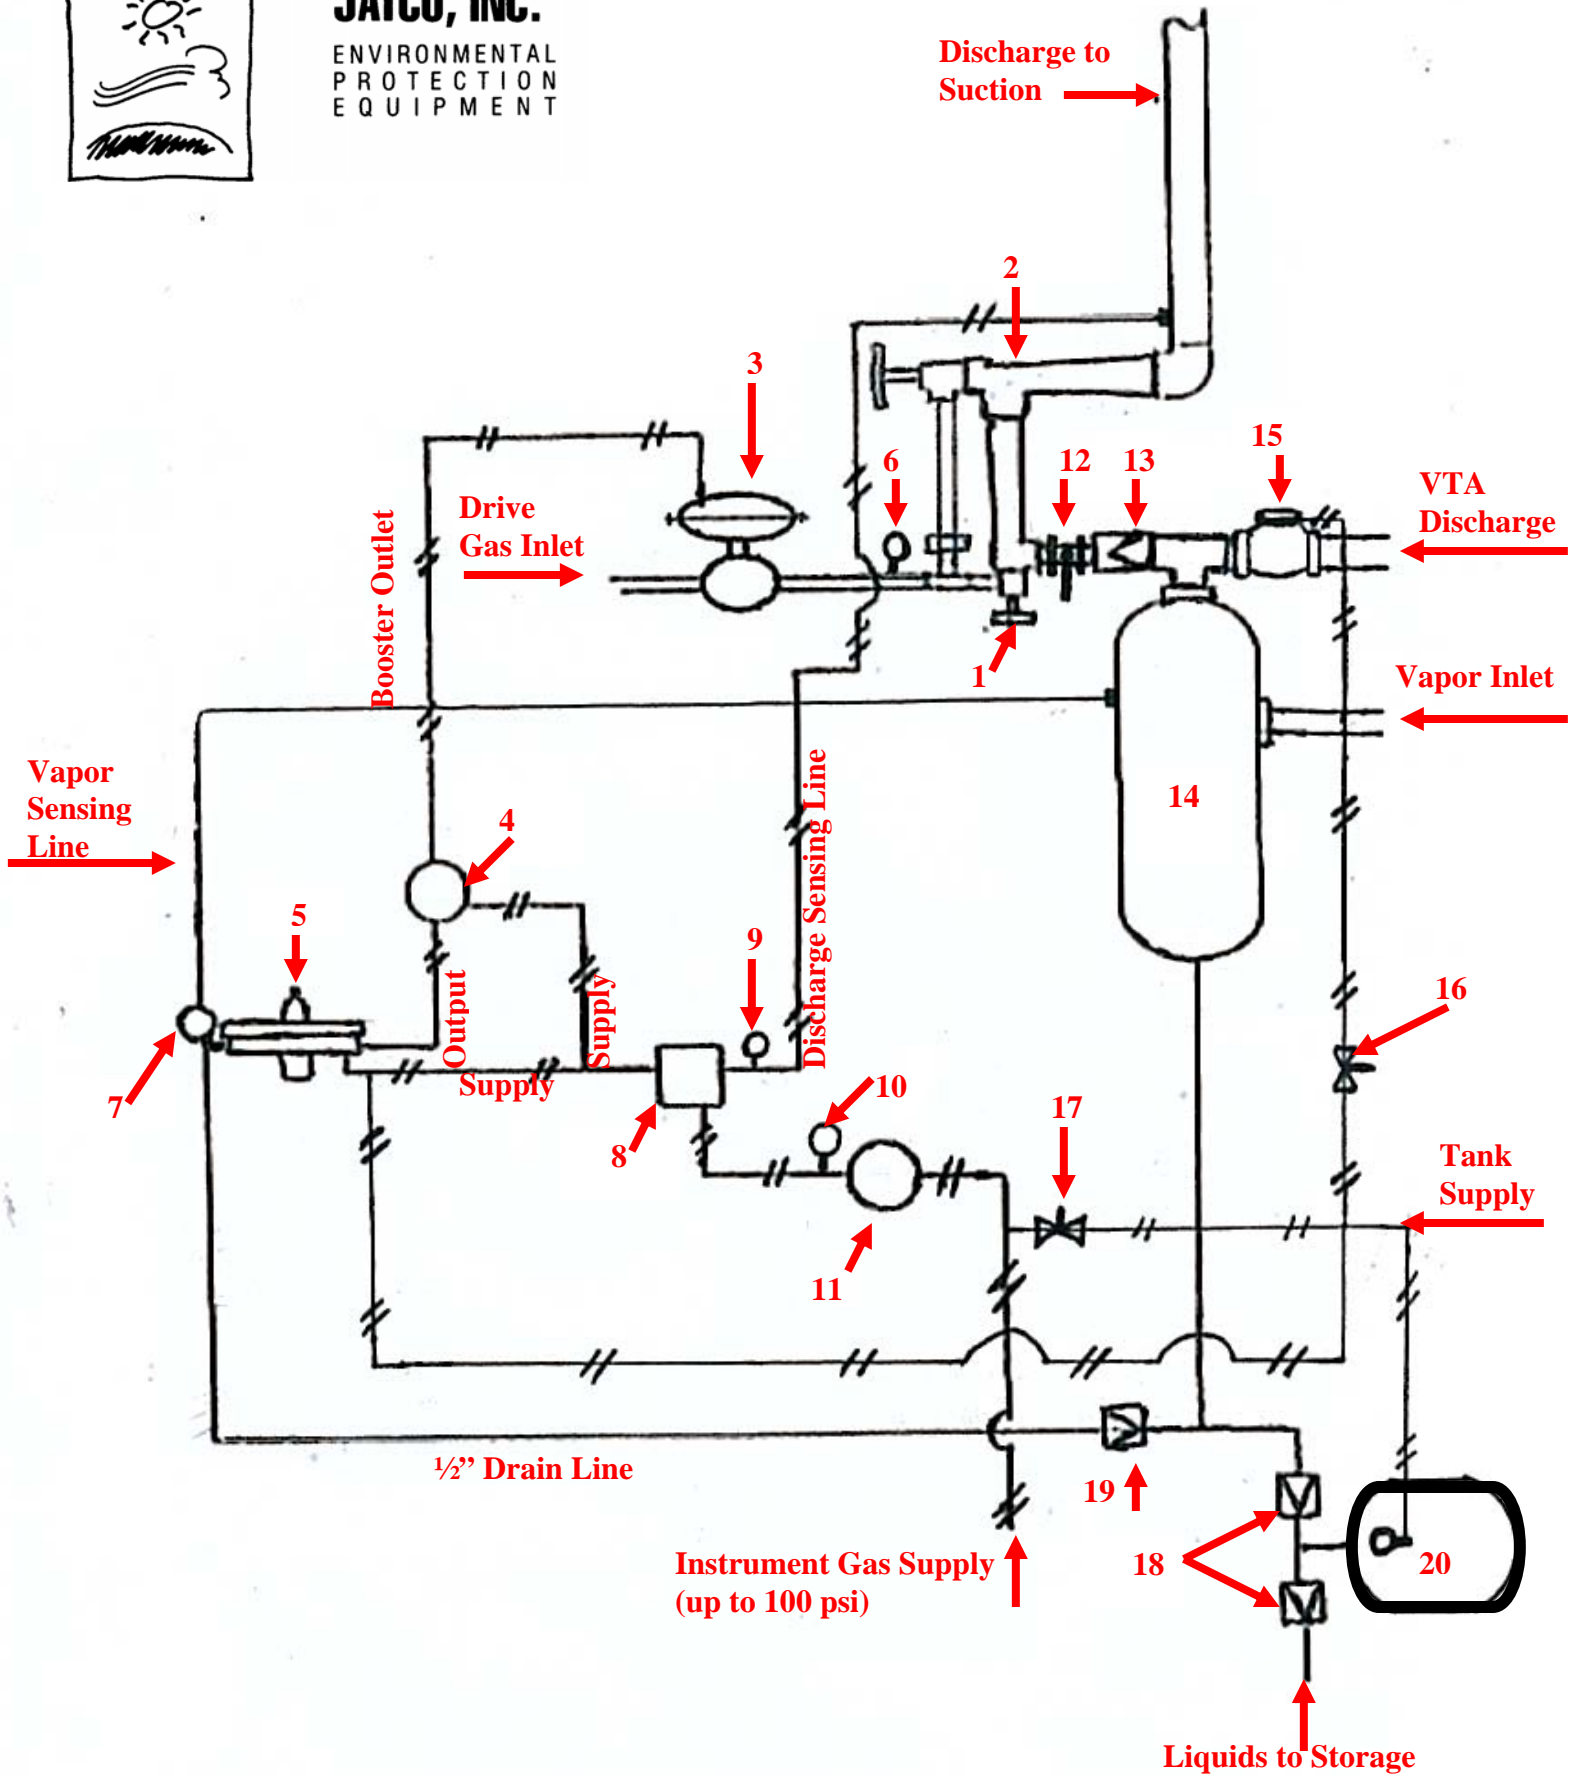 JATCO, INC.
ENVIRONMENTAL
PROTECTION
EQUIPMENT
Discharge to
Suction
2
3
15
6
12
13
VTA
Discharge
Drive
Gas Inlet
Booster Outlet
1
Vapor Inlet
Vapor
Sensing
Line
14
4
Discharge Sensing Line
5
9
Output
Supply
16
Supply
7
10
17
8
Tank
Supply
11
½” Drain Line
19
Instrument Gas Supply
(up to 100 psi)
18
20
Liquids to Storage